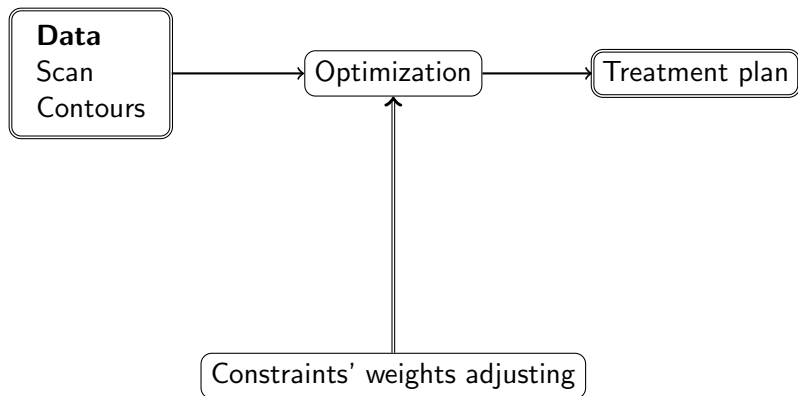 Data
Scan
Contours
Optimization
Treatment plan
Constraints' weights adjusting